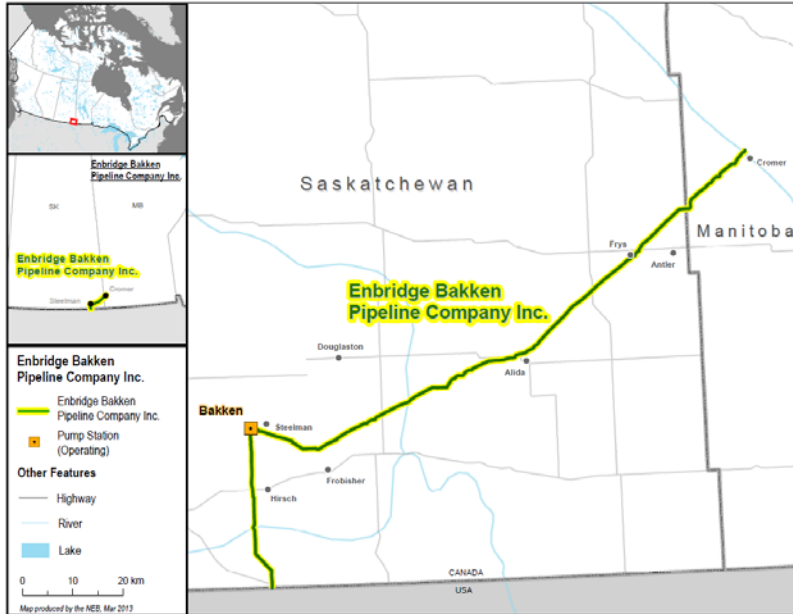 Enbridge Bakken
Pipeline Company Inc.
SK
MB
Enbridge Bakken
Pipeline Company Inc.
Cromer
Steelman
Enbridge Bakken
Pipeline Company Inc.
Enbridge Bakken
Pipeline Company Inc.
Pump Station
(Operating)
Other Features
Highway
River
Lake
0 20 km
Map produced by the NEB, Mar 2013
Cromer
Saskatchewan
Manitoba
Frys
Antler
Enbridge Bakken
Pipeline Company Inc.
Douglaston
Alida
Bakken
Steelman
Frobisher
Hirsch
CANADA
USA